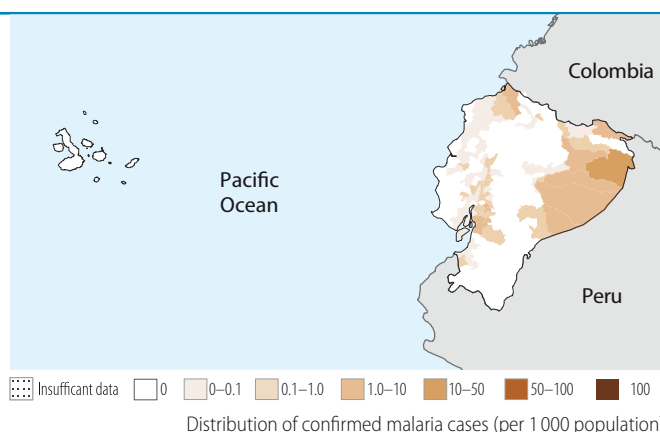 Colombia
Pacific
Ocean
Peru
Insufficant data 0 0–0.1 0.1–1.0 1.0–10 10–50 50–100 100
Distribution of confirmed malaria cases (per 1 000 population)